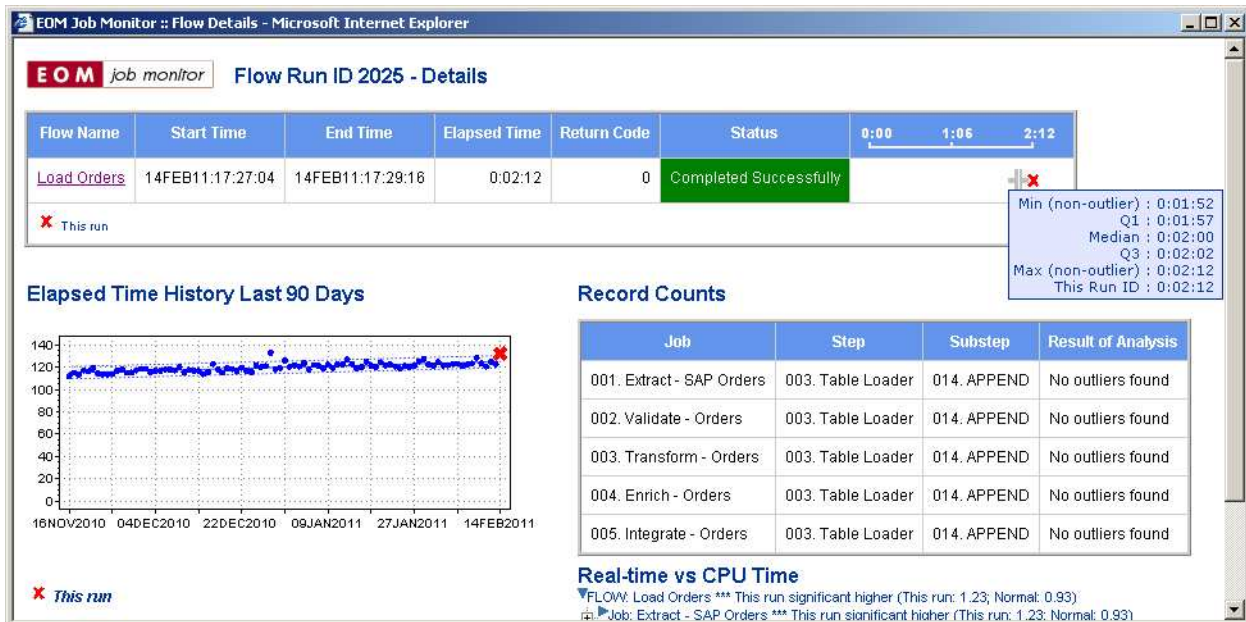 EOM Job Monitor :: Flow Details - Microsoft Internet Explorer
EOM job monitor Flow Run ID 2025 - Details
Flow Name Start Time End Time Elapsed Time Return Code Status 0:00 1:06 2:12
Load Orders 14FEB11:17:27:04 14FEB11:17:29:16 0:02:12 0 Completed Successfully
This run
Min (non-outlier) : 0:01:52
Q1 : 0:01:57
Median : 0:02:00
Q3 : 0:02:02
Max (non-outlier) : 0:02:12
This Run ID : 0:02:12
Elapsed Time History Last 90 Days
140
120
100
80
60
40
20
0
16NOV2010 04DEC2010 22DEC2010 09JAN2011 27JAN2011 14FEB2011
This run
Record Counts
Job Step Substep Result of Analysis
001. Extract - SAP Orders 003. Table Loader 014. APPEND No outliers found
002. Validate - Orders 003. Table Loader 014. APPEND No outliers found
003. Transform - Orders 003. Table Loader 014. APPEND No outliers found
004. Enrich - Orders 003. Table Loader 014. APPEND No outliers found
005. Integrate - Orders 003. Table Loader 014. APPEND No outliers found
Real-time vs CPU Time
FLOW: Load Orders *** This run significant higher (This run: 1.23; Normal: 0.93)
Job: Extract - SAP Orders *** This run significant higher (This run: 1.23; Normal: 0.93)